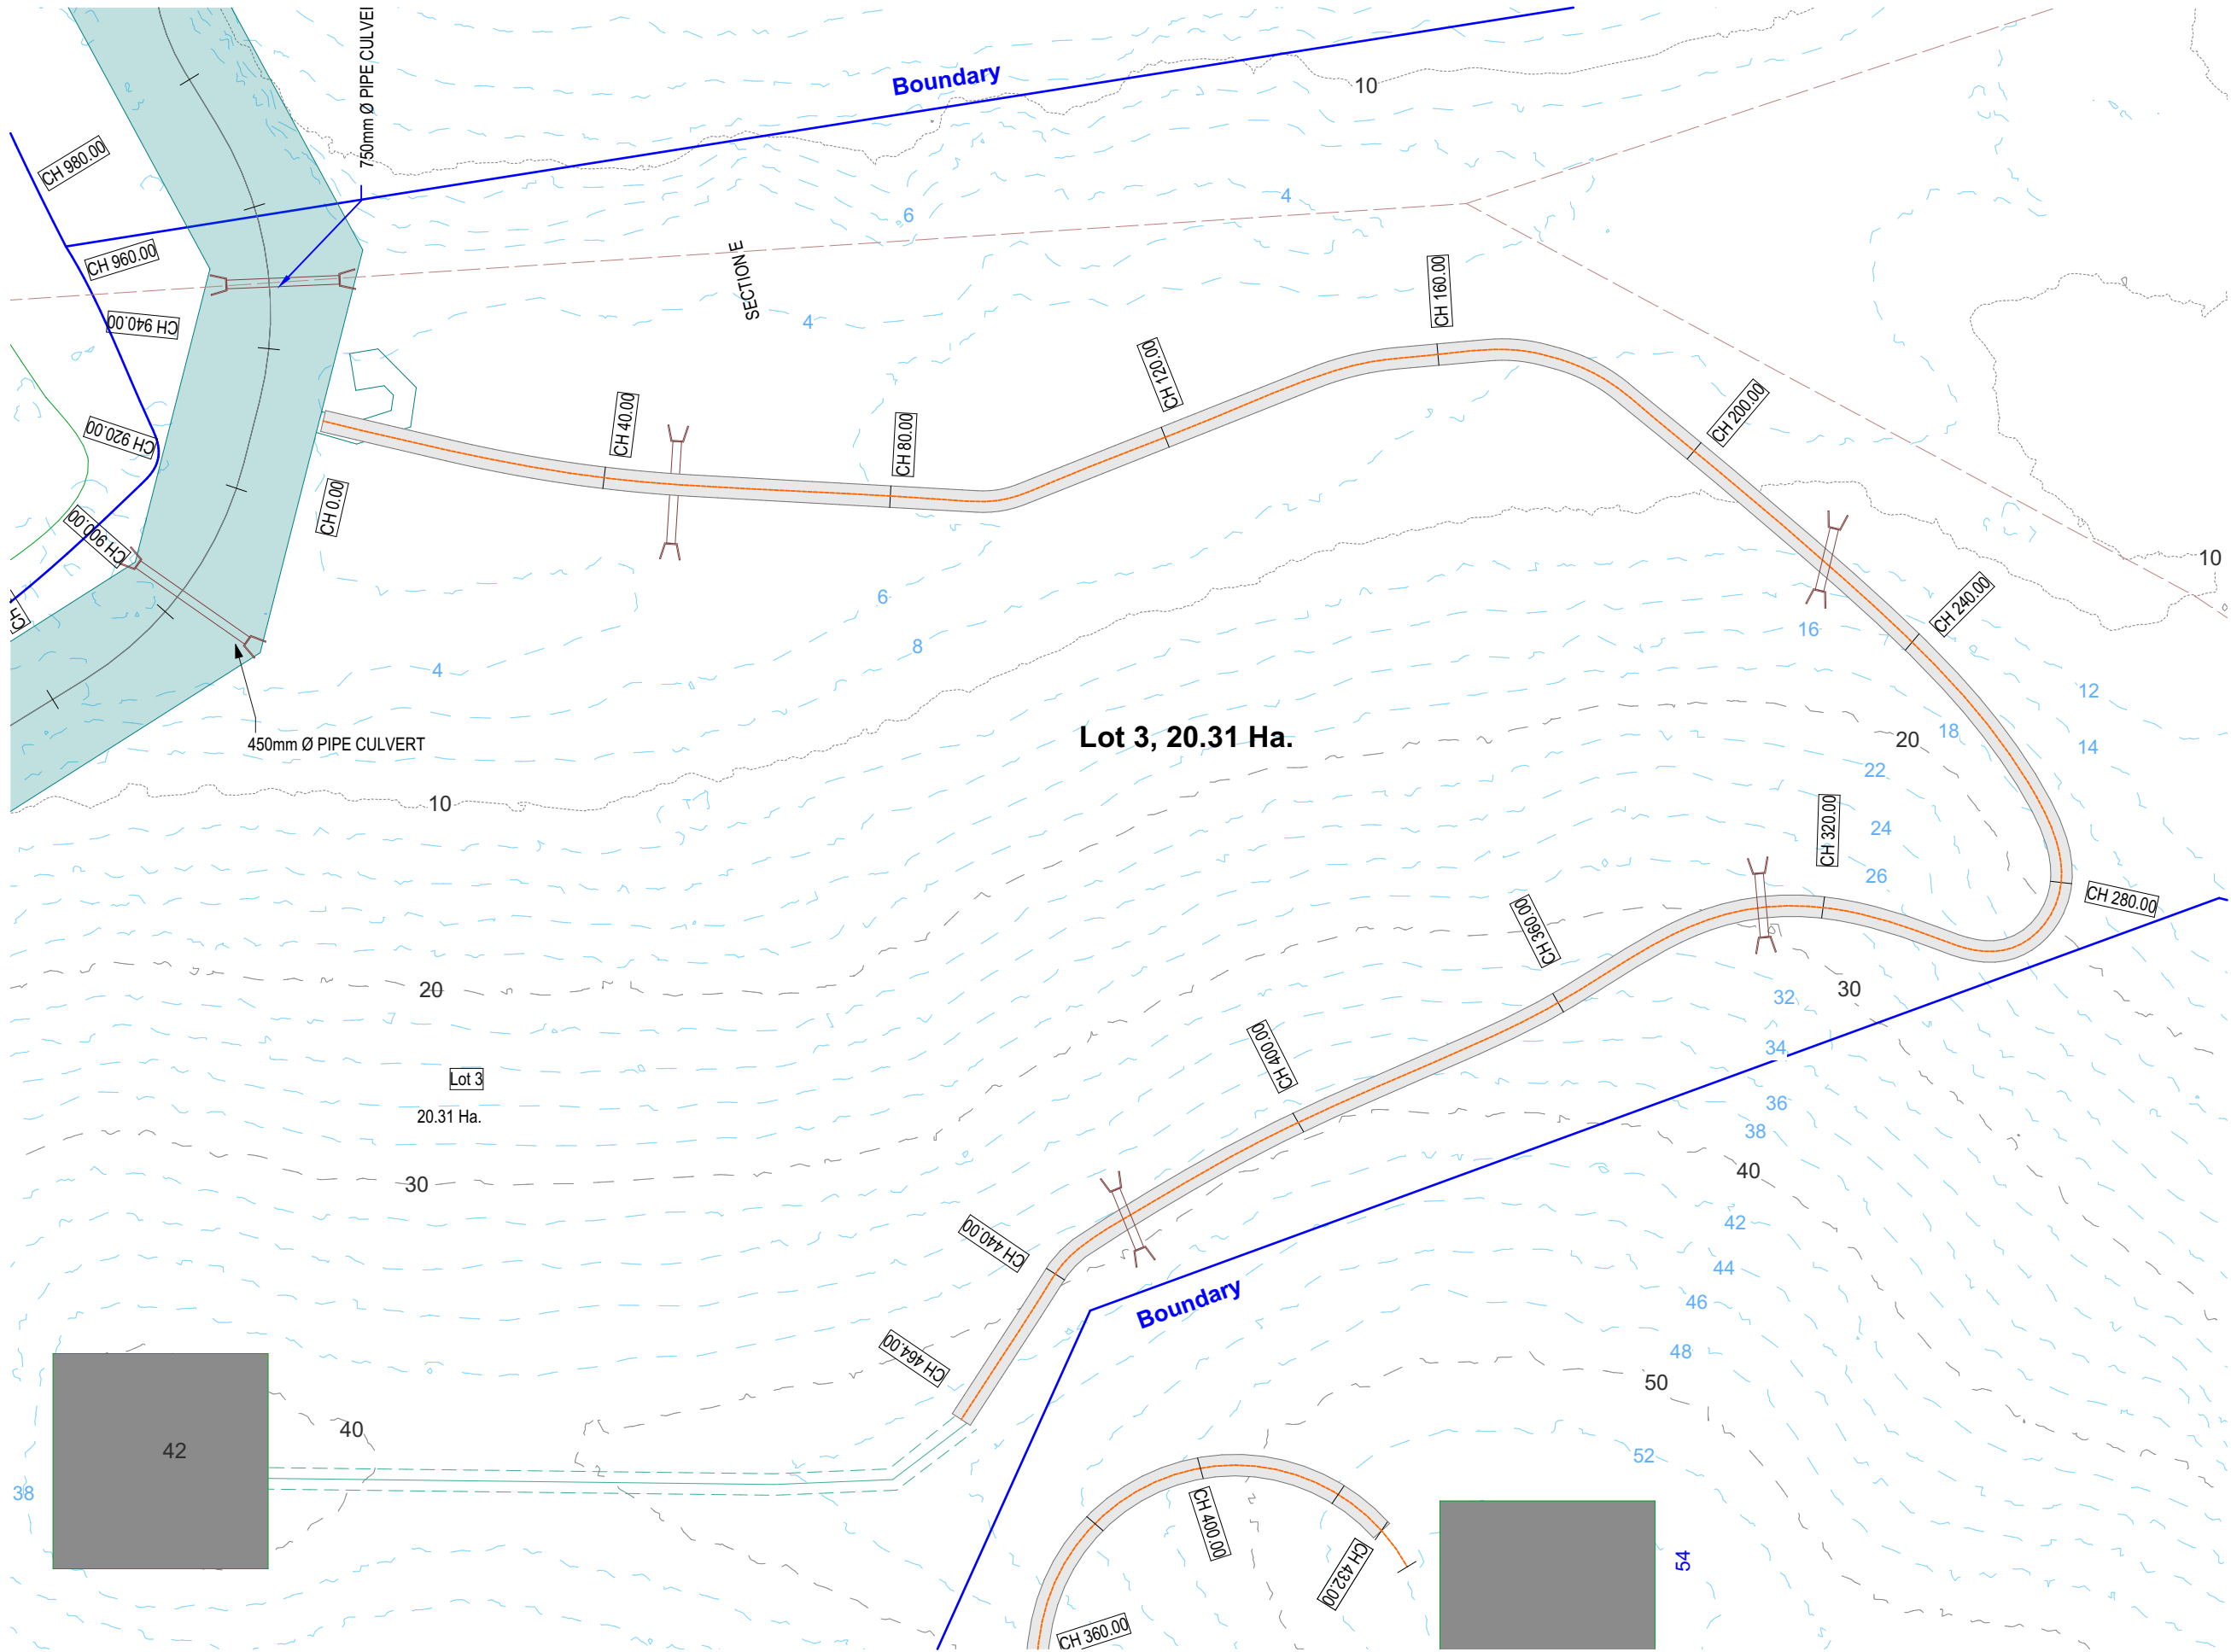 750mm Ø PIPE CULVE
Boundary
10
CH 980.00
6
4
CH 960.00
SECTION E
CH 160.00
CH 940.00
4
CH 120.00
CH 40.00
CH 80.00
CH 200.00
CH 920.00
CH 0.00
CH 900.00
10
CH
6
CH 240.00
16
8
4
12
450mm Ø PIPE CULVERT
Lot 3, 20.31 Ha.
18
20
14
22
10
24
CH 320.00
26
CH 280.00
CH 360.00
20
32
30
34
CH 400.00
Lot 3
20.31 Ha.
36
38
40
30
42
CH 440.00
44
Boundary
46
CH 464.00
48
50
40
42
52
38
CH 400.00
CH 432.00
54
CH 360.00